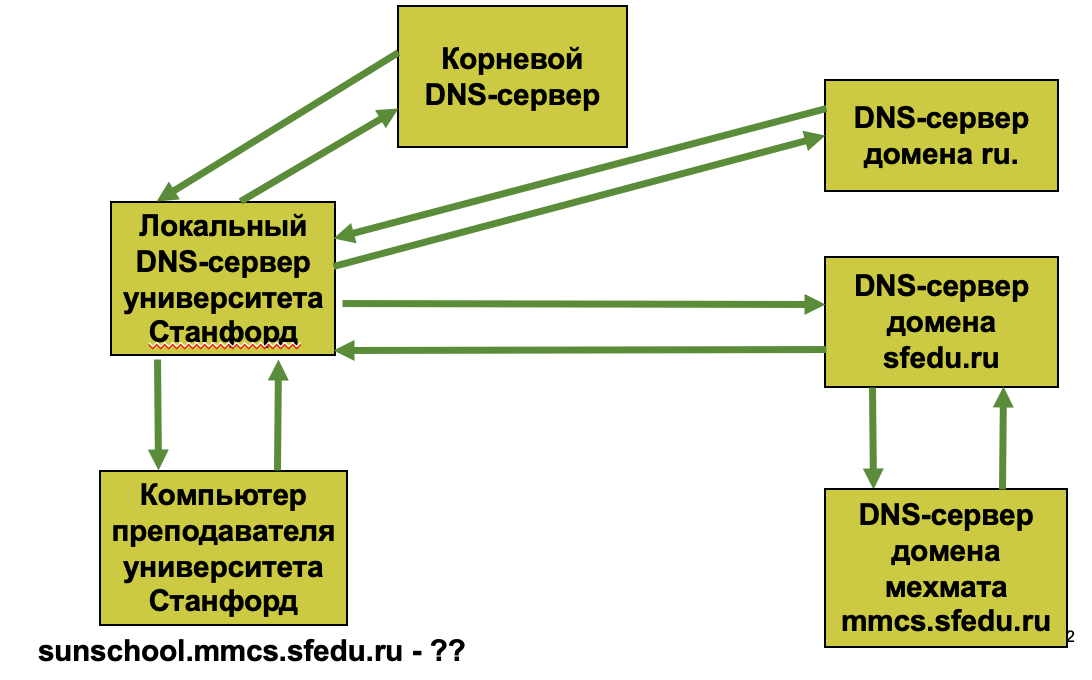 Корневой
DNS-сервер
DNS-сервер
домена ru.
Локальный
DNS-сервер
университета
Станфорд
DNS-сервер
домена
sfedu.ru
Компьютер
преподавателя
университета
Станфорд
DNS-сервер
домена
мехмата
mmcs.sfedu.ru
2
sunschool.mmcs.sfedu.ru - ??